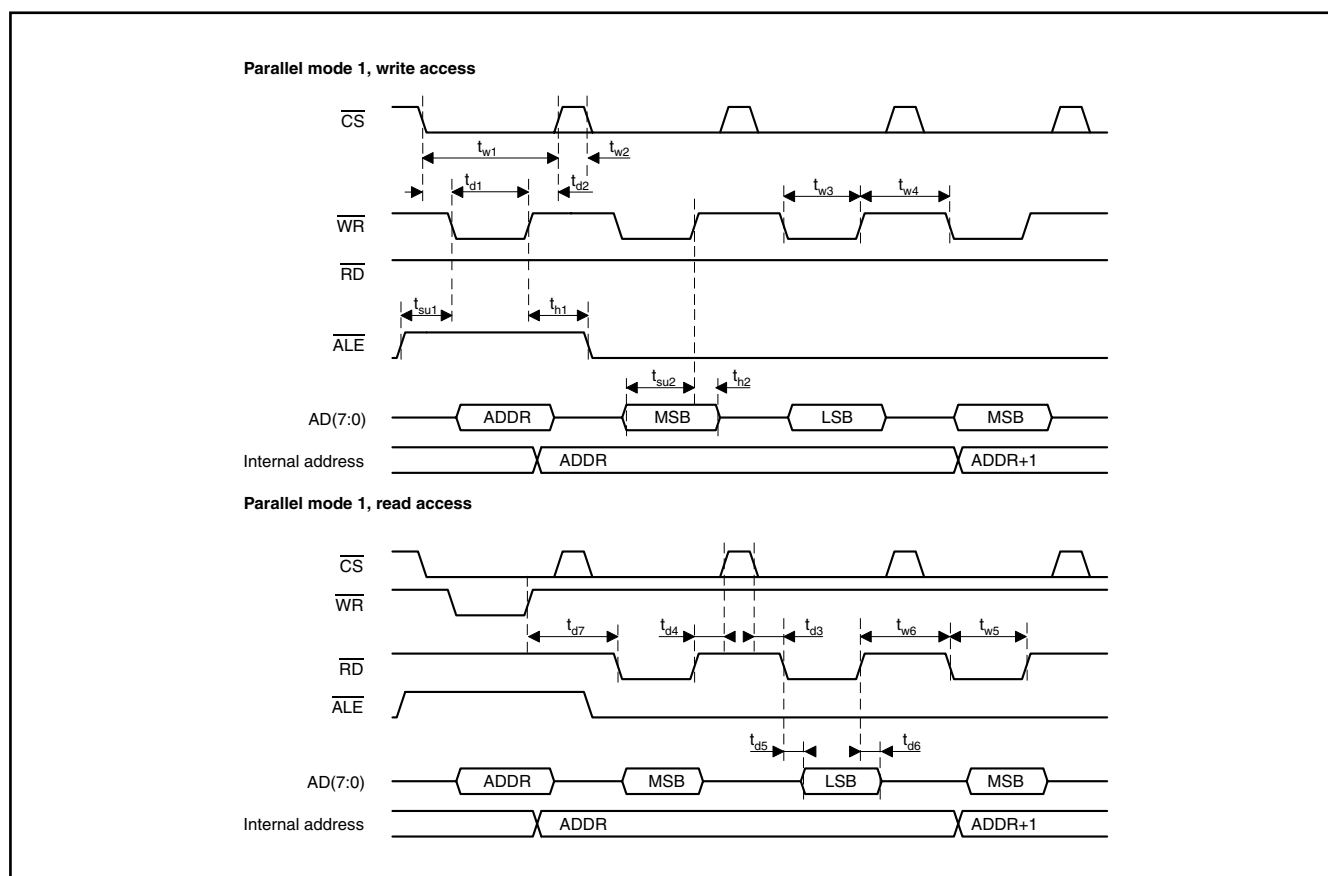 Parallel mode 1, write access
CS
tw1 tw2
td1 td2 tw3 tw4
WR
RD
tsu1 th1
ALE
tsu2 th2
AD(7:0) ADDR MSB LSB MSB
Internal address ADDR ADDR+1
Parallel mode 1, read access
CS
WR
td7 td4 td3 tw6 tw5
RD
ALE
td5 td6
AD(7:0) ADDR MSB LSB MSB
Internal address ADDR ADDR+1